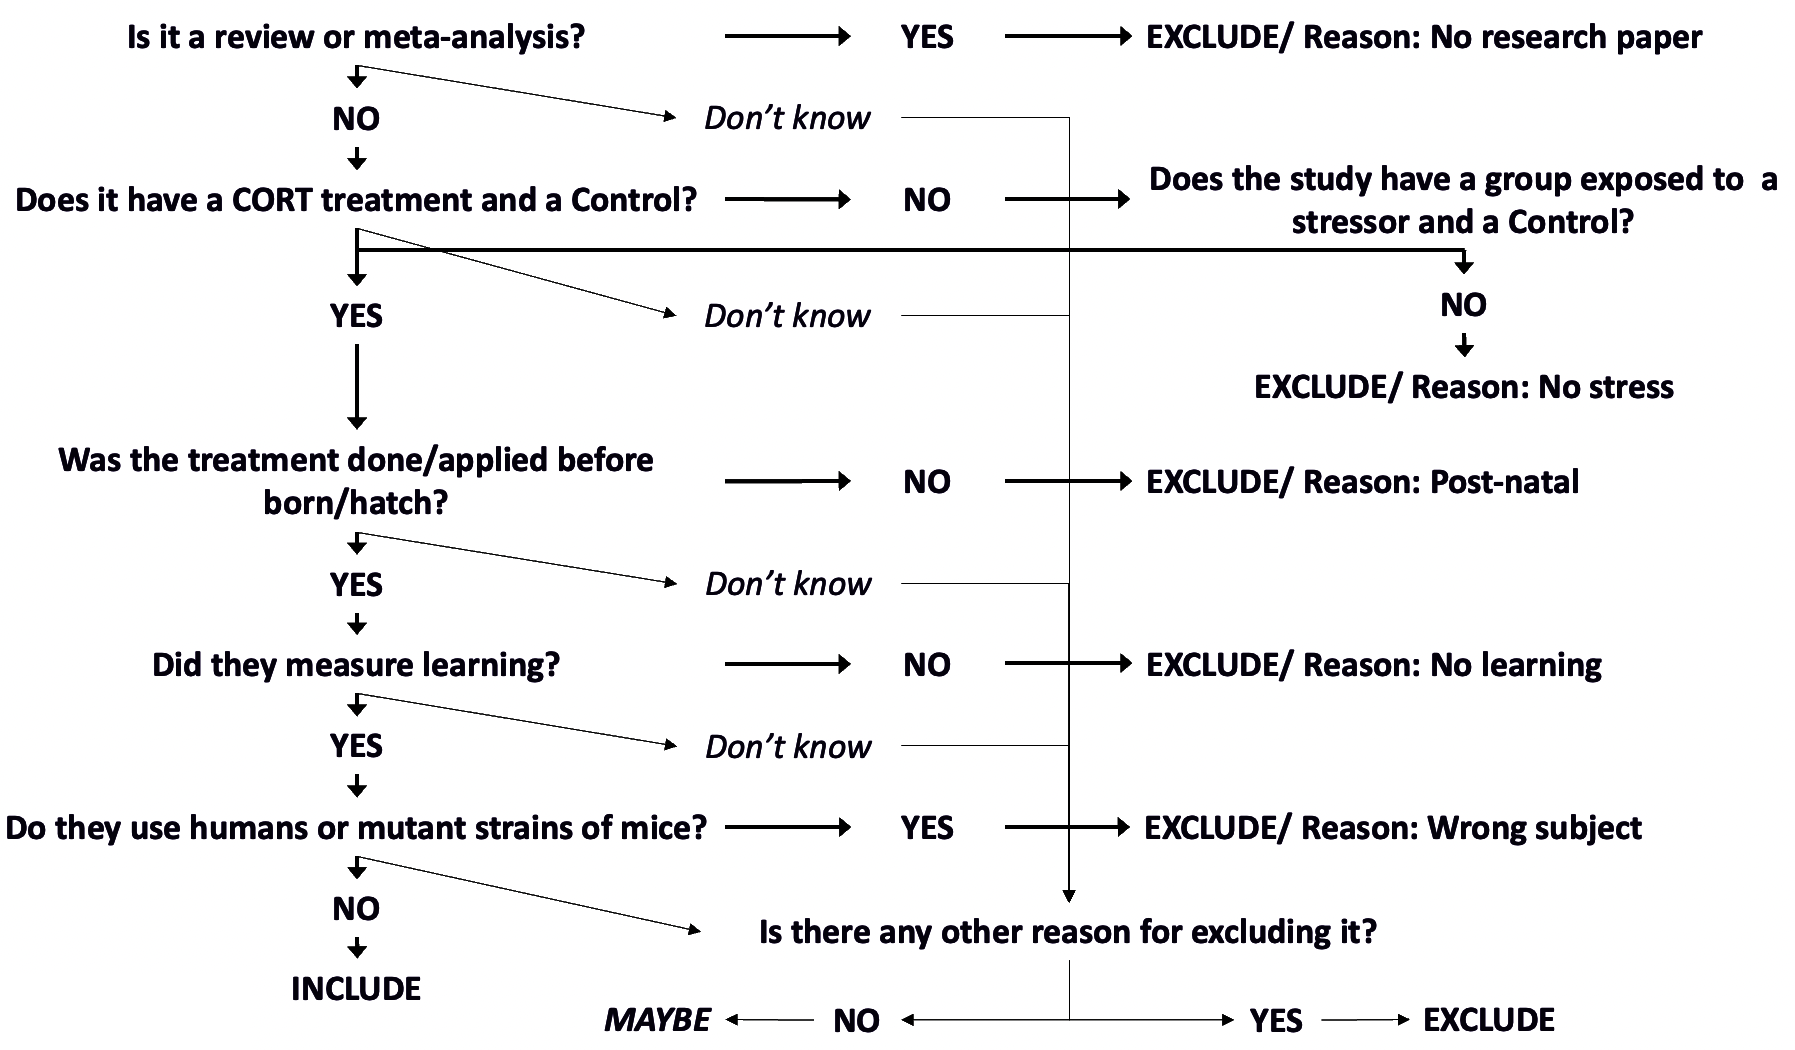 Is it a review or meta-analysis?
YES
EXCLUDE/ Reason: No research paper
NO
Don't know
Does it have a CORT treatment and a Control?
NO
Does the study have a group exposed to a
stressor and a Control?
YES
Don't know
NO
EXCLUDE/ Reason: No stress
Was the treatment done/applied before
born/hatch?
NO
EXCLUDE/ Reason: Post-natal
YES
Don't know
Did they measure learning?
NO
EXCLUDE/ Reason: No learning
YES
Don't know
Do they use humans or mutant strains of mice?
YES
EXCLUDE/ Reason: Wrong subject
NO
INCLUDE
Is there any other reason for excluding it?
MAYBE
NO
YES
EXCLUDE